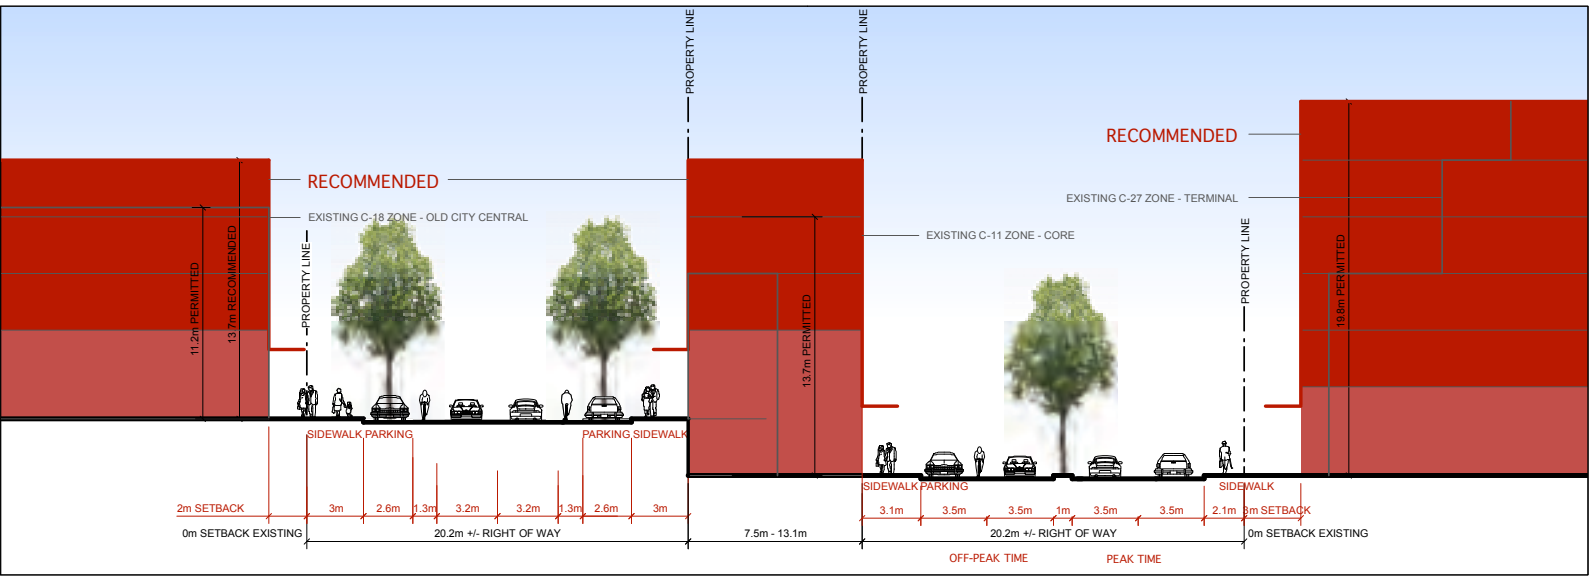 PROPERTY LINE
PROPERTY LINE
RECOMMENDED
RECOMMENDED
EXISTING C-18 ZONE - OLD CITY CENTRAL
EXISTING C-27 ZONE - TERMINAL
EXISTING C-11 ZONE - CORE
11.2m PERMITTED
13.7m RECOMMENDED
PROPERTY LINE
13.7m PERMITTED
PROPERTY LINE
19.8m PERMITTED
SIDEWALK PARKING
PARKING SIDEWALK
SIDEWALK PARKING
SIDEWALK
2m SETBACK
3m
2.6m
1.3m
3.2m
3.2m
1.3m
2.6m
3m
3.1m
3.5m
3.5m
1m
3.5m
3.5m
2.1m
3m SETBACK
0m SETBACK EXISTING
20.2m +/- RIGHT OF WAY
7.5m - 13.1m
20.2m +/- RIGHT OF WAY
0m SETBACK EXISTING
OFF-PEAK TIME
PEAK TIME